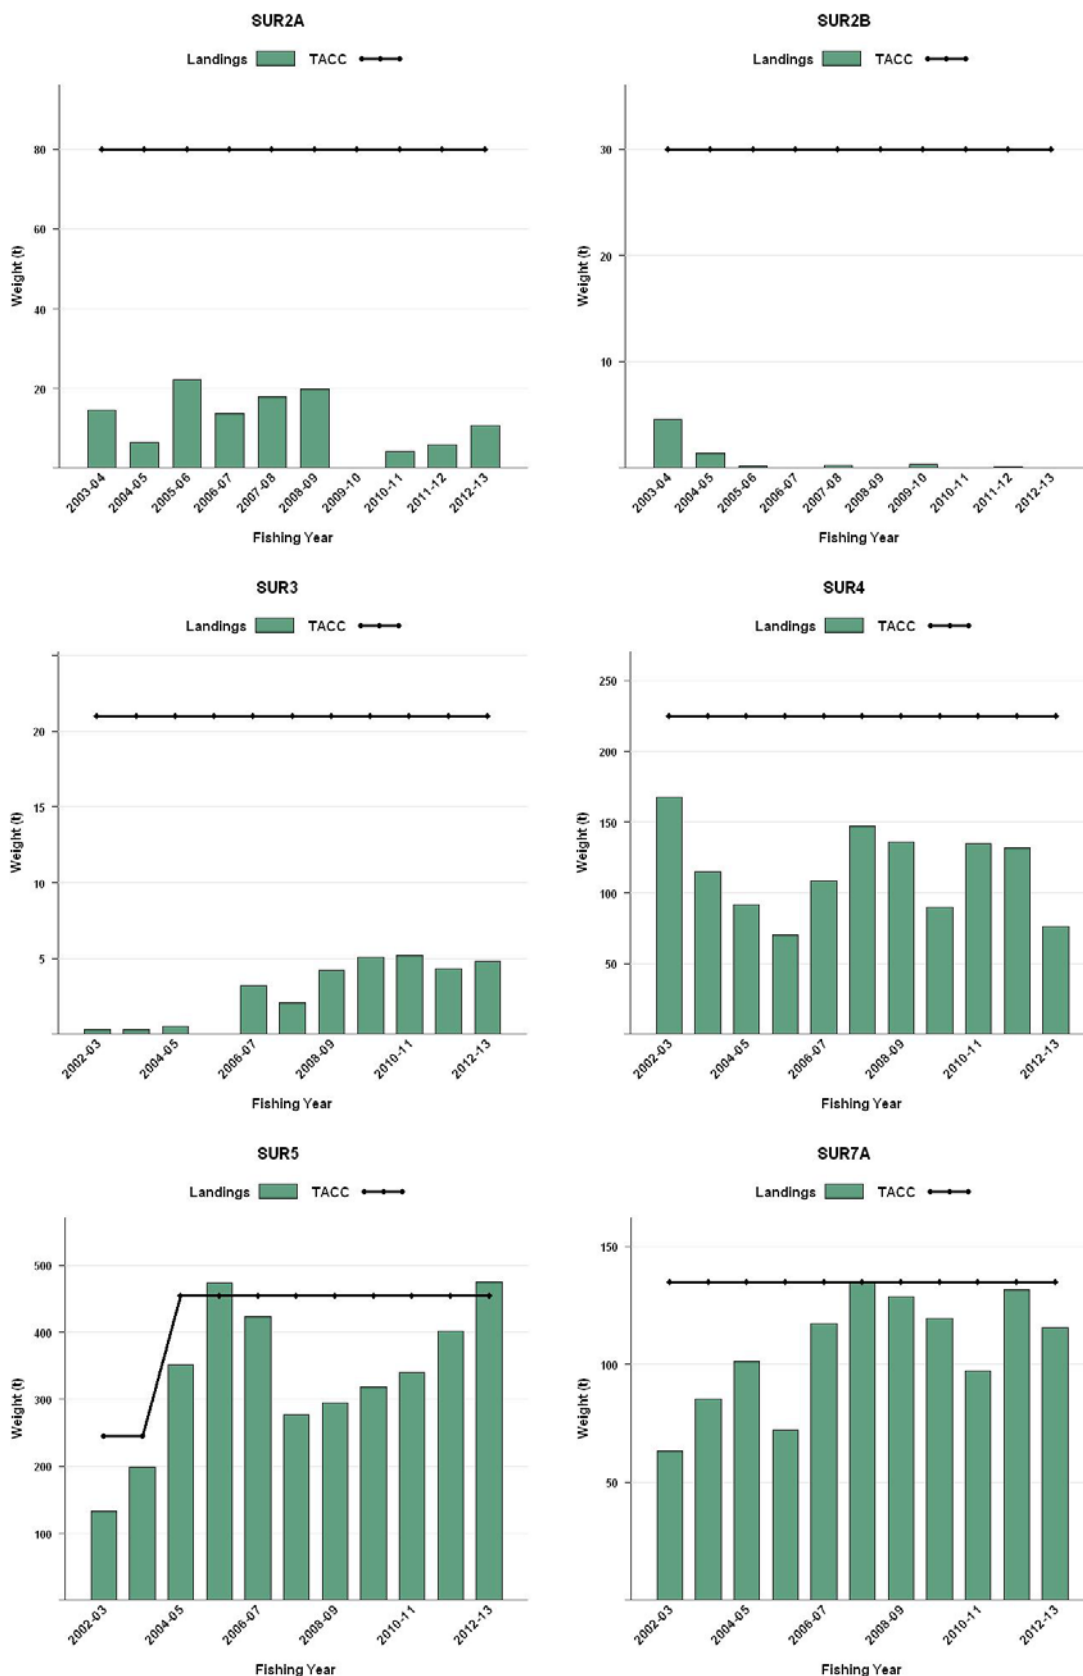 SUR2A
Landings TACC
Weight (t)
80
60
40
20
2003-04 2004-05 2005-06 2006-07 2007-08 2008-09 2009-10 2010-11 2011-12 2012-13
Fishing Year
SUR2B
Landings TACC
Weight (t)
30
20
10
2003-04 2004-05 2005-06 2006-07 2007-08 2008-09 2009-10 2010-11 2011-12 2012-13
Fishing Year
SUR3
Landings TACC
Weight (t)
20
15
10
5
2002-03 2004-05 2006-07 2008-09 2010-11 2012-13
Fishing Year
SUR4
Landings TACC
Weight (t)
250
200
150
100
50
2002-03 2004-05 2006-07 2008-09 2010-11 2012-13
Fishing Year
SUR5
Landings TACC
Weight (t)
500
400
300
200
100
2002-03 2004-05 2006-07 2008-09 2010-11 2012-13
Fishing Year
SUR7A
Landings TACC
Weight (t)
150
100
50
2002-03 2004-05 2006-07 2008-09 2010-11 2012-13
Fishing Year